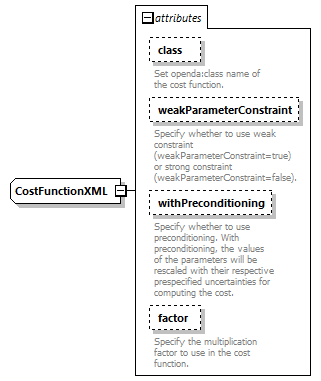 attributes
class
Set openda:class name of
the cost function.
weakParameterConstraint
Specify whether to use weak
constraint
(weakParameterConstraint=true)
or strong constraint
(weakParameterConstraint=false).
CostFunctionXML
withPreconditioning
Specify whether to use
preconditioning. With
preconditioning, the values
of the parameters will be
rescaled with their respective
prespecified uncertainties for
computing the cost.
factor
Specify the multiplication
factor to use in the cost
function.